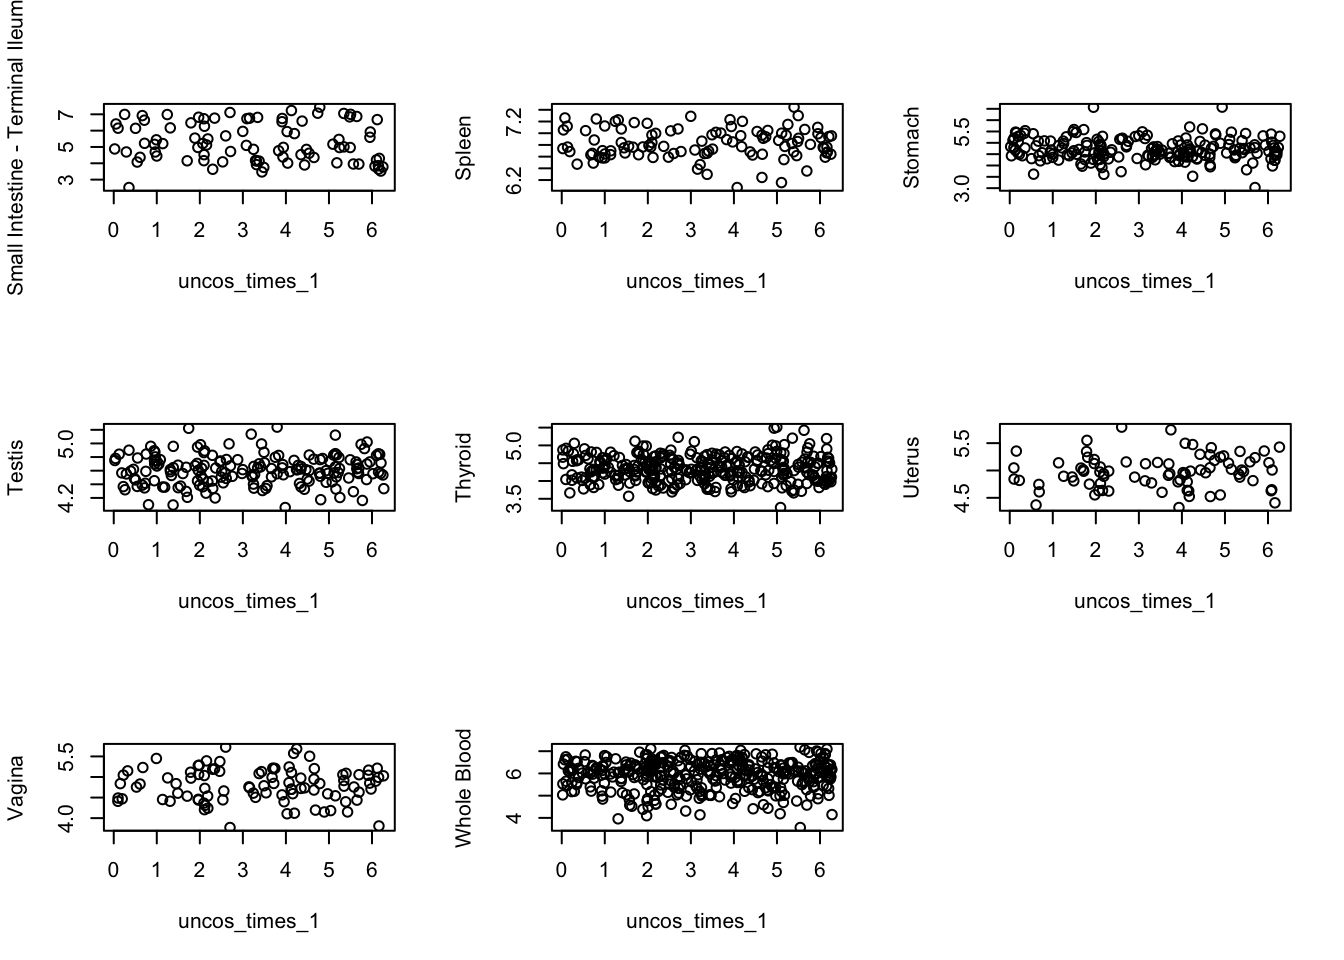 Small Intestine - Terminal Ileum
7
5
3
0 1 2 3 4 5 6
uncos_times_1
Spleen
7.2
6.2
0 1 2 3 4 5 6
uncos_times_1
Stomach
5.5
3.0
0 1 2 3 4 5 6
uncos_times_1
Testis
5.0
4.2
0 1 2 3 4 5 6
uncos_times_1
Thyroid
5.0
3.5
0 1 2 3 4 5 6
uncos_times_1
Uterus
5.5
4.5
0 1 2 3 4 5 6
uncos_times_1
Vagina
5.5
4.0
0 1 2 3 4 5 6
uncos_times_1
Whole Blood
6
4
0 1 2 3 4 5 6
uncos_times_1